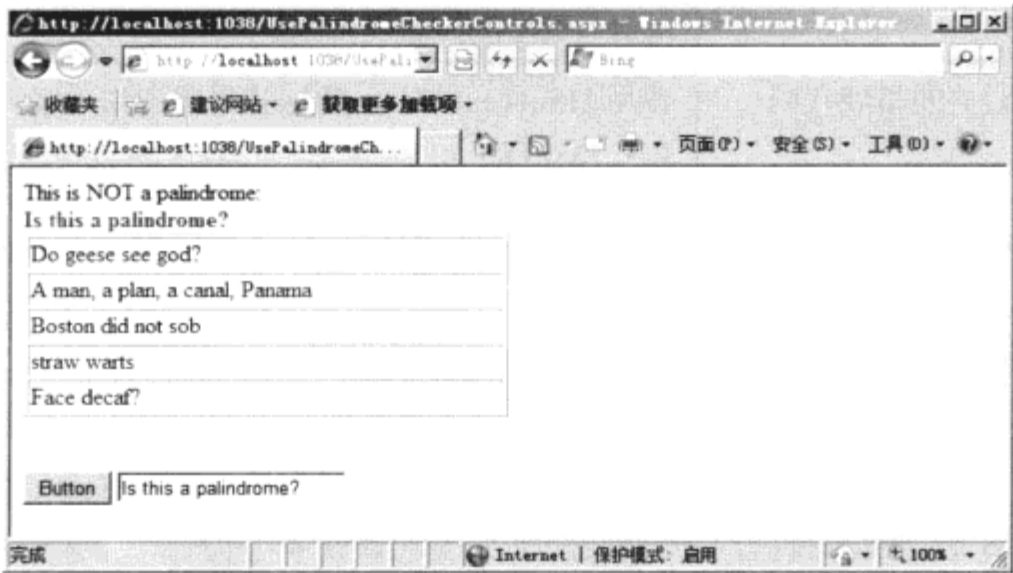 http://localhost:1038/UsePalindromeCheckerControls.aspx - Windows Internet Explorer
http //localhost 1038/UsePali
Bing
收藏夹 建议网站 获取更多加载项
http://localhost:1038/UsePalindromeCh...
页面(P) 安全(S) 工具(O)
This is NOT a palindrome:
Is this a palindrome?
Do geese see god?
A man, a plan, a canal, Panama
Boston did not sob
straw warts
Face decaf?
Button Is this a palindrome?
完成 Internet | 保护模式: 启用 100%